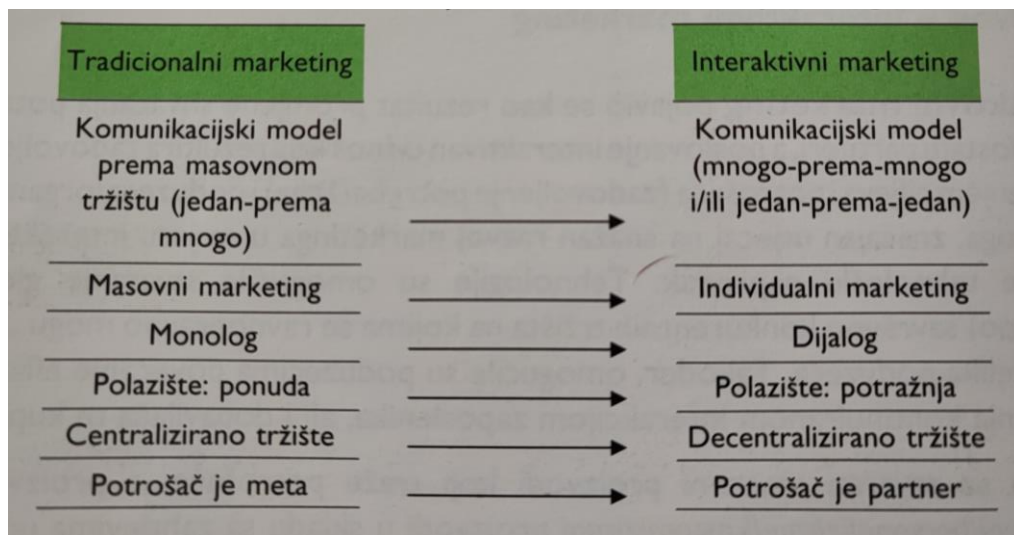 Tradicionalni marketing
Interaktivni marketing
Komunikacijski model
prema masovnom
tržištu (jedan-prema
mnogo)
Komunikacijski model
(mnogo-prema-mnogo
i/ili jedan-prema-jedan)
Masovni marketing
Individualni marketing
Monolog
Dijalog
Polazište: ponuda
Polazište: potražnja
Centralizirano tržište
Decentralizirano tržište
Potrošač je meta
Potrošač je partner